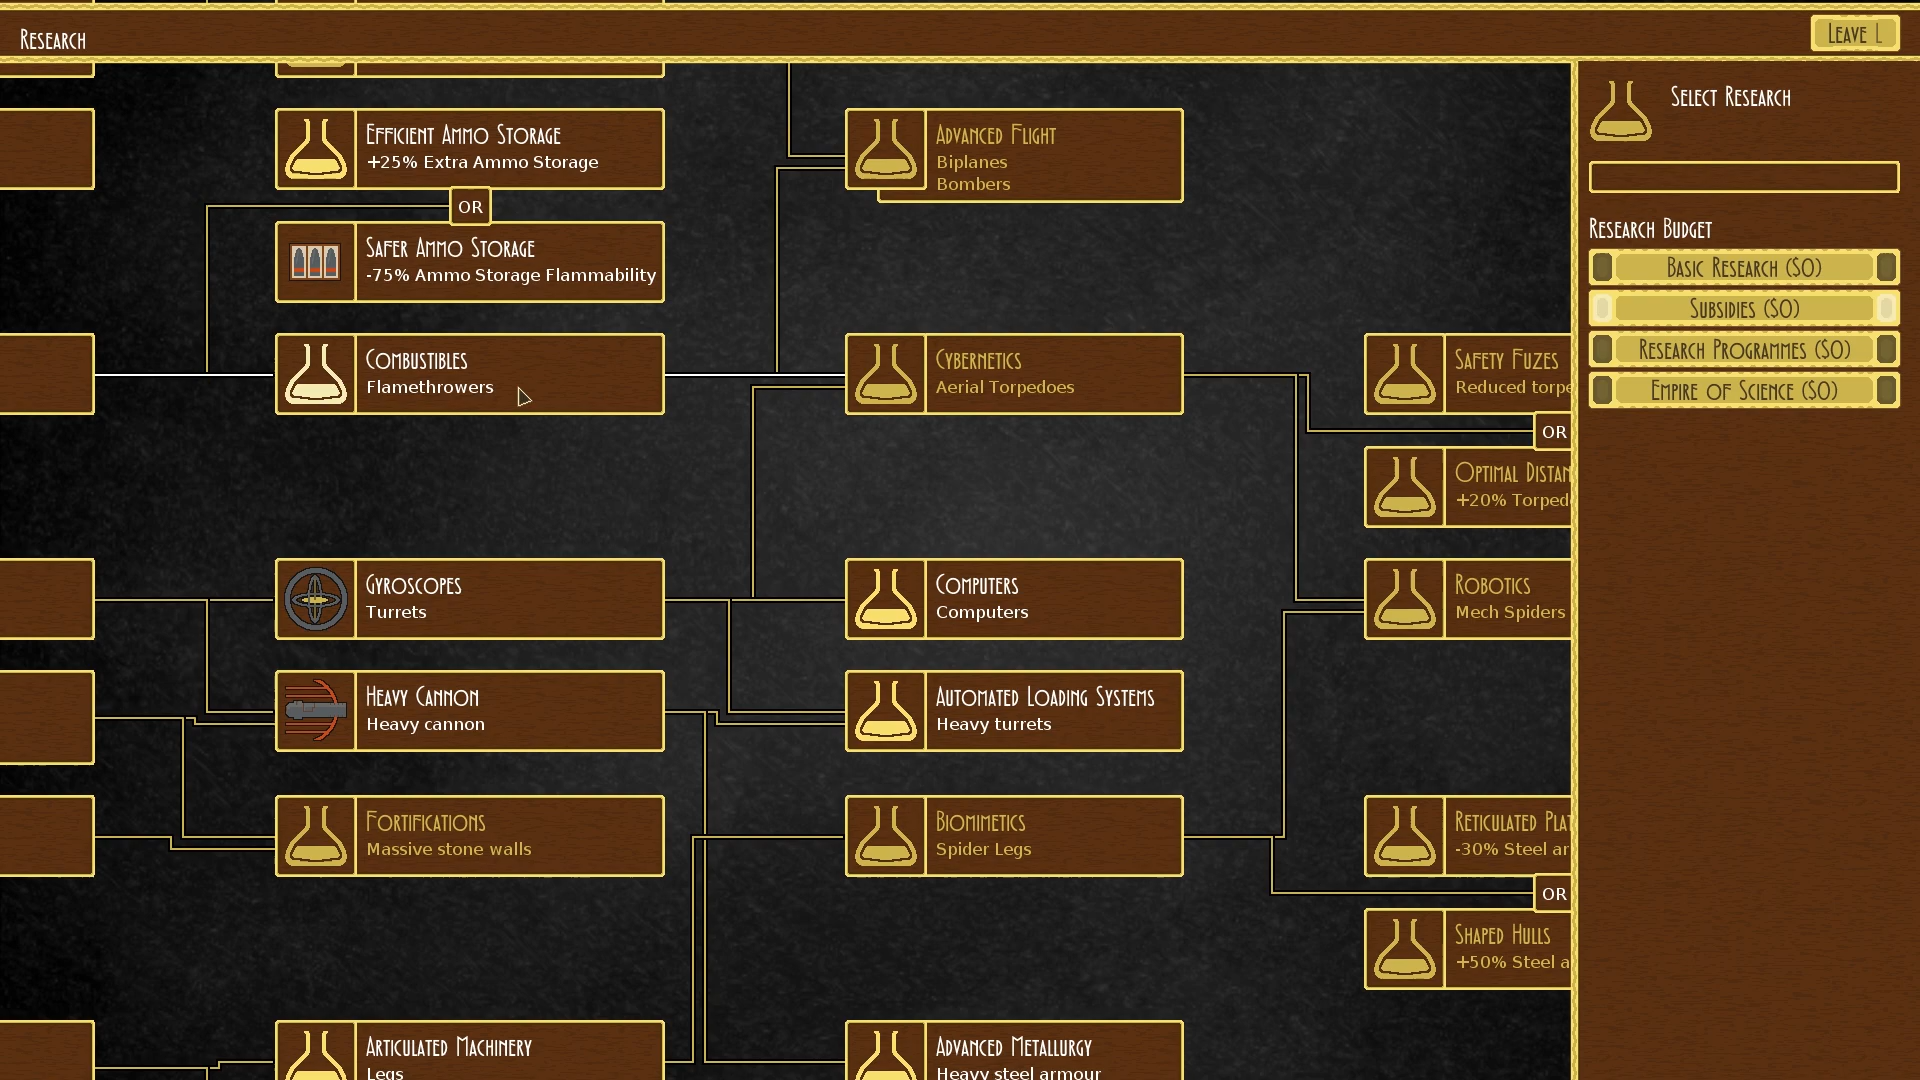 Research
Leave L
Efficient Ammo Storage
+25% Extra Ammo Storage
OR
Safer Ammo Storage
-75% Ammo Storage Flammability
Combustibles
Flamethrowers
Gyroscopes
Turrets
Heavy Cannon
Heavy cannon
Fortifications
Massive stone walls
Articulated Machinery
Legs
Advanced Flight
Biplanes
Bombers
Cybernetics
Aerial Torpedoes
Computers
Computers
Automated Loading Systems
Heavy turrets
Biomimetics
Spider Legs
Advanced Metallurgy
Heavy steel armour
Safety Fuzes
Reduced torpe
OR
Optimal Distan
+20% Torped
Robotics
Mech Spiders
Reticulated Plat
-30% Steel ar
OR
Shaped Hulls
+50% Steel a
Select Research
Research Budget
Basic Research ($0)
Subsidies ($0)
Research Programmes ($0)
Empire of Science ($0)